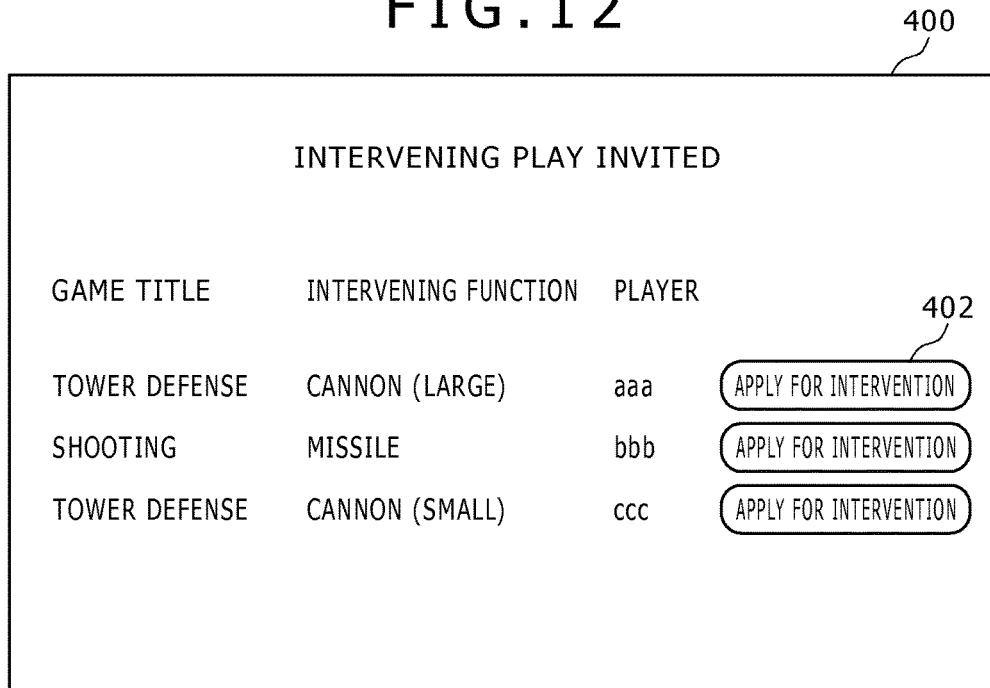 FIG.12
400
INTERVENING PLAY INVITED
GAME TITLE INTERVENING FUNCTION PLAYER
402
TOWER DEFENSE CANNON (LARGE) aaa APPLY FOR INTERVENTION
SHOOTING MISSILE bbb APPLY FOR INTERVENTION
TOWER DEFENSE CANNON (SMALL) ccc APPLY FOR INTERVENTION